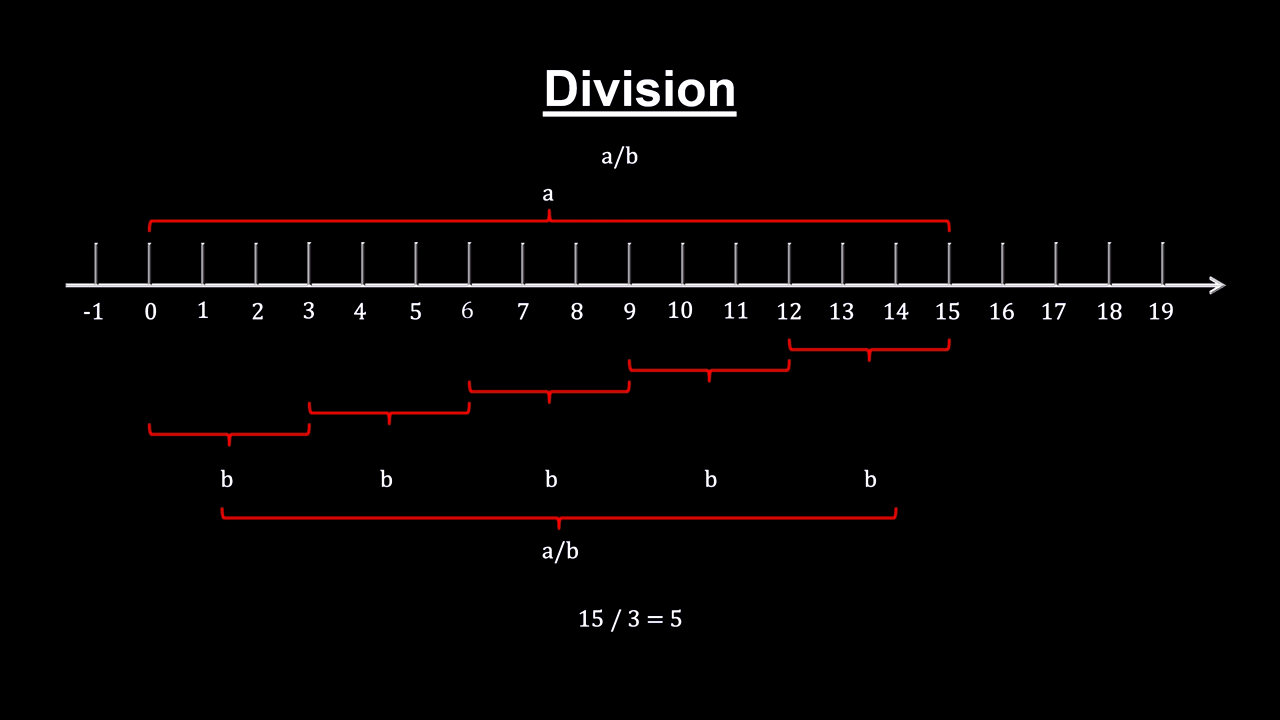 Division
a/b
a
-1 0 1 2 3 4 5 6 7 8 9 10 11 12 13 14 15 16 17 18 19
b b b b b
a/b
15 / 3 = 5